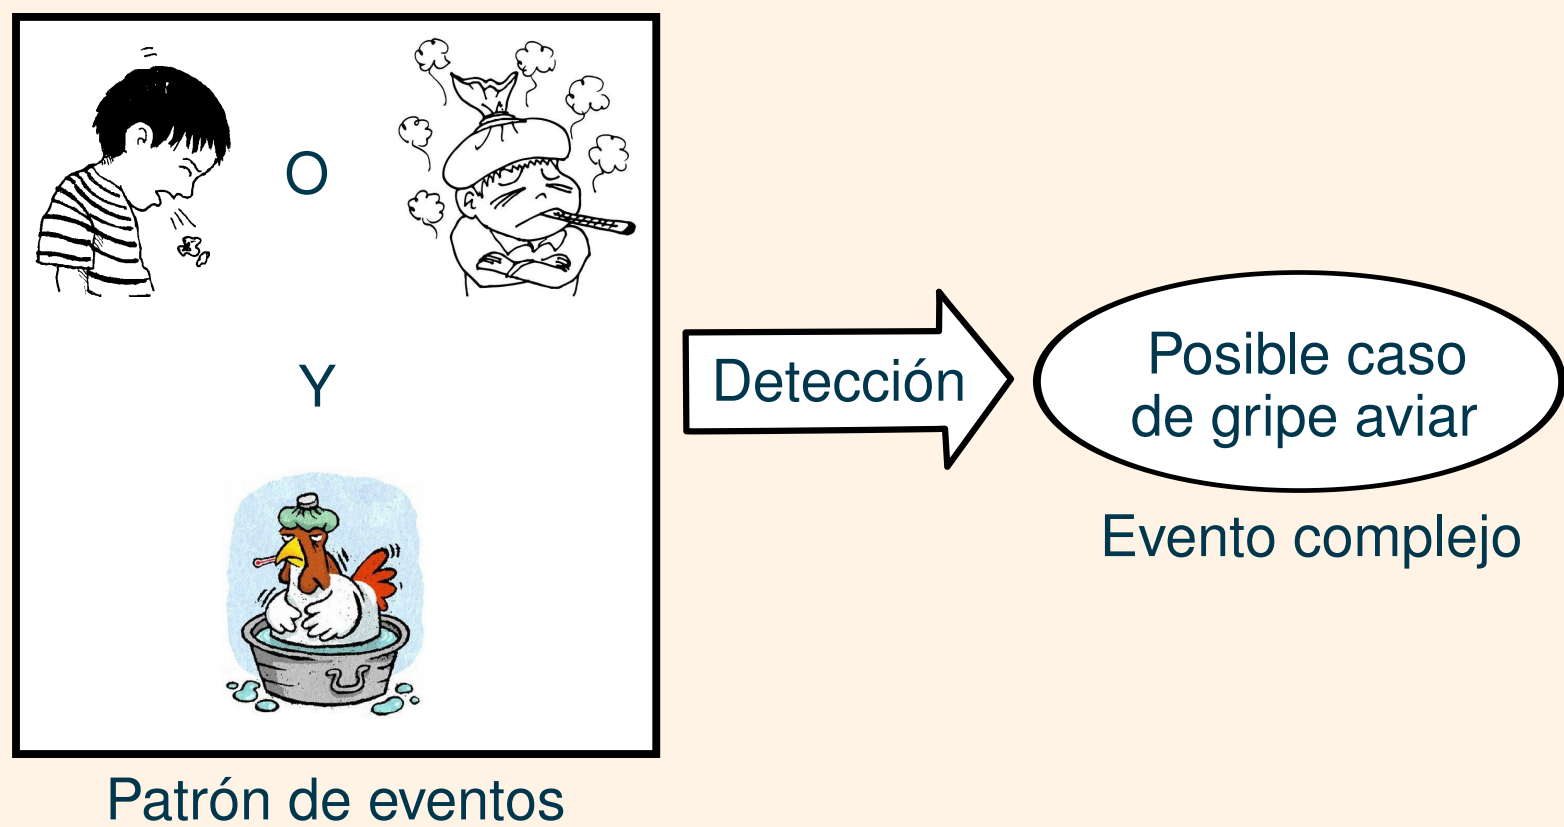 O
Y
Patrón de eventos
Detección
Posible caso
de gripe aviar
Evento complejo